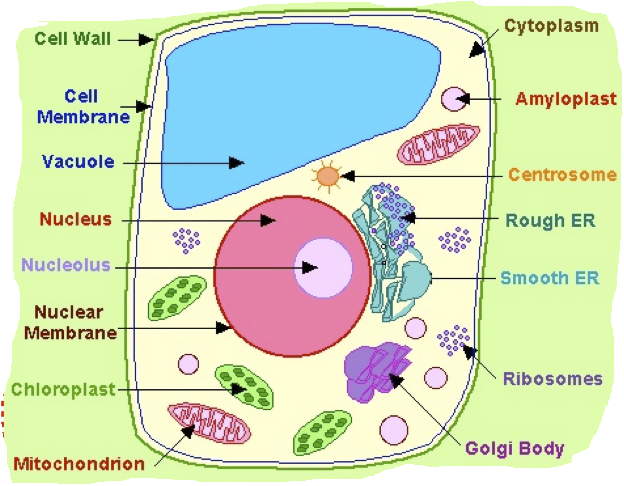 Cell Wall
Cell
Membrane
Vacuole
Nucleus
Nucleolus
Nuclear
Membrane
Chloroplast
Mitochondrion
Cytoplasm
Amyloplast
Centrosome
Rough ER
Smooth ER
Ribosomes
Golgi Body